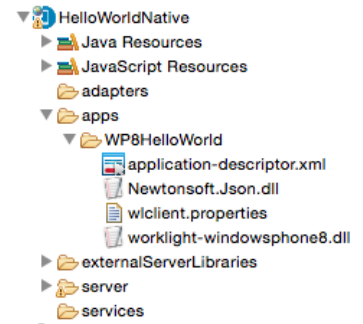 HelloWorldNative
Java Resources
JavaScript Resources
adapters
apps
WP8HelloWorld
application-descriptor.xml
Newtonsoft.Json.dll
wlclient.properties
worklight-windowsphone8.dll
externalServerLibraries
server
services